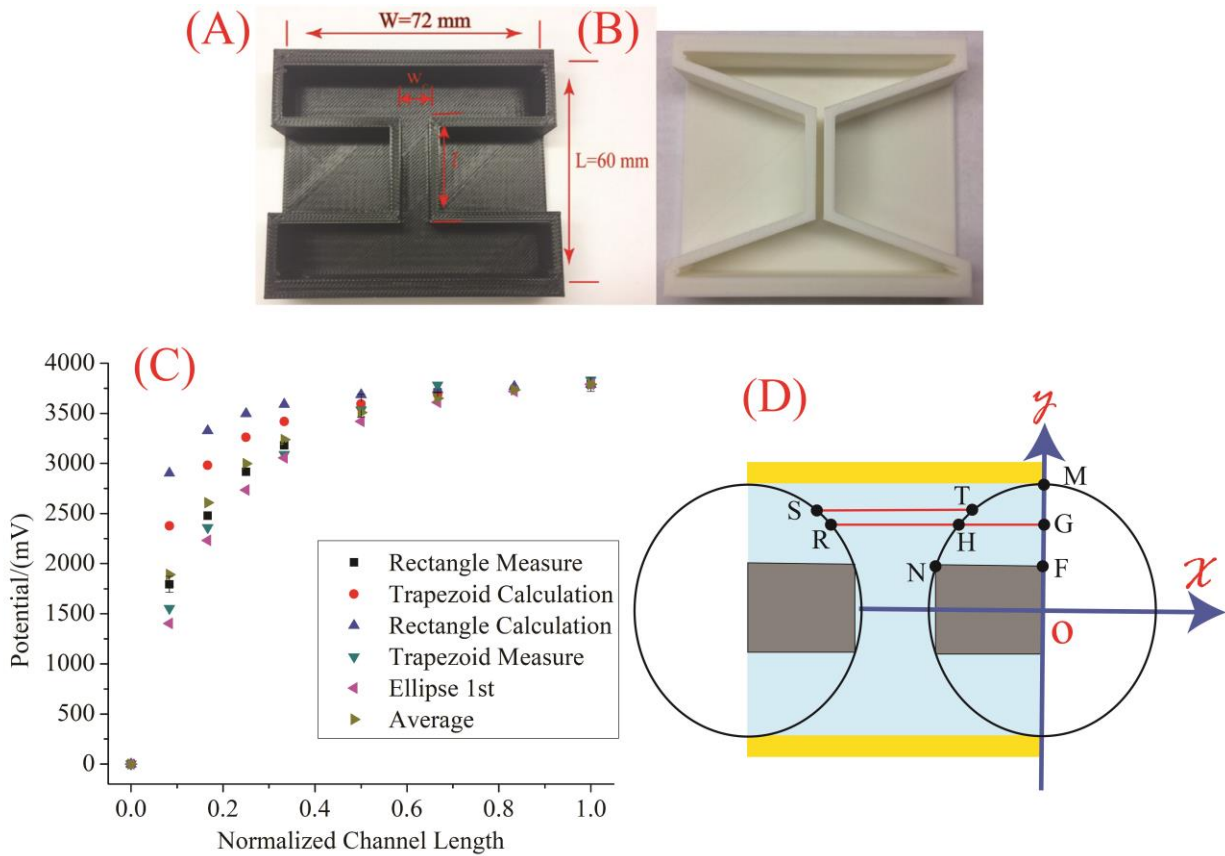 (A)
W=72 mm
w
l
L=60 mm
(B)
(C)
Potential/(mV)
4000
3500
3000
2500
2000
1500
1000
500
0
0.0
0.2
0.4
0.6
0.8
1.0
Normalized Channel Length
Rectangle Measure
Trapezoid Calculation
Rectangle Calculation
Trapezoid Measure
Ellipse 1st
Average
(D)
y
M
S
T
R
H
G
N
F
x
O